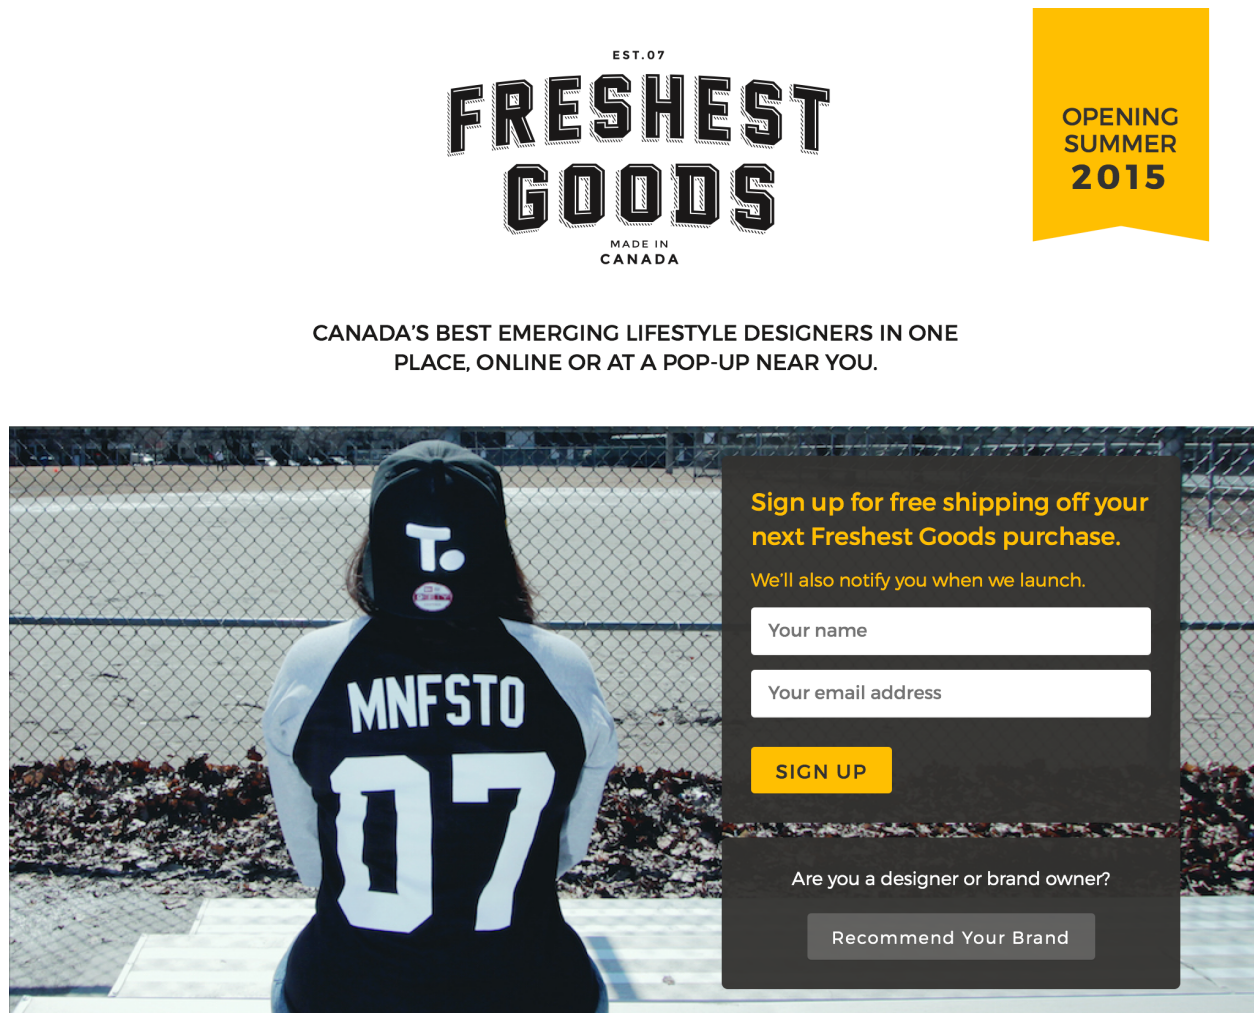 EST.07
FRESHEST
GOODS
MADE IN
CANADA
OPENING
SUMMER
2015
CANADA'S BEST EMERGING LIFESTYLE DESIGNERS IN ONE
PLACE, ONLINE OR AT A POP-UP NEAR YOU.
T.
MNFSTO
07
Sign up for free shipping off your
next Freshest Goods purchase.
We'll also notify you when we launch.
Your name
Your email address
SIGN UP
Are you a designer or brand owner?
Recommend Your Brand